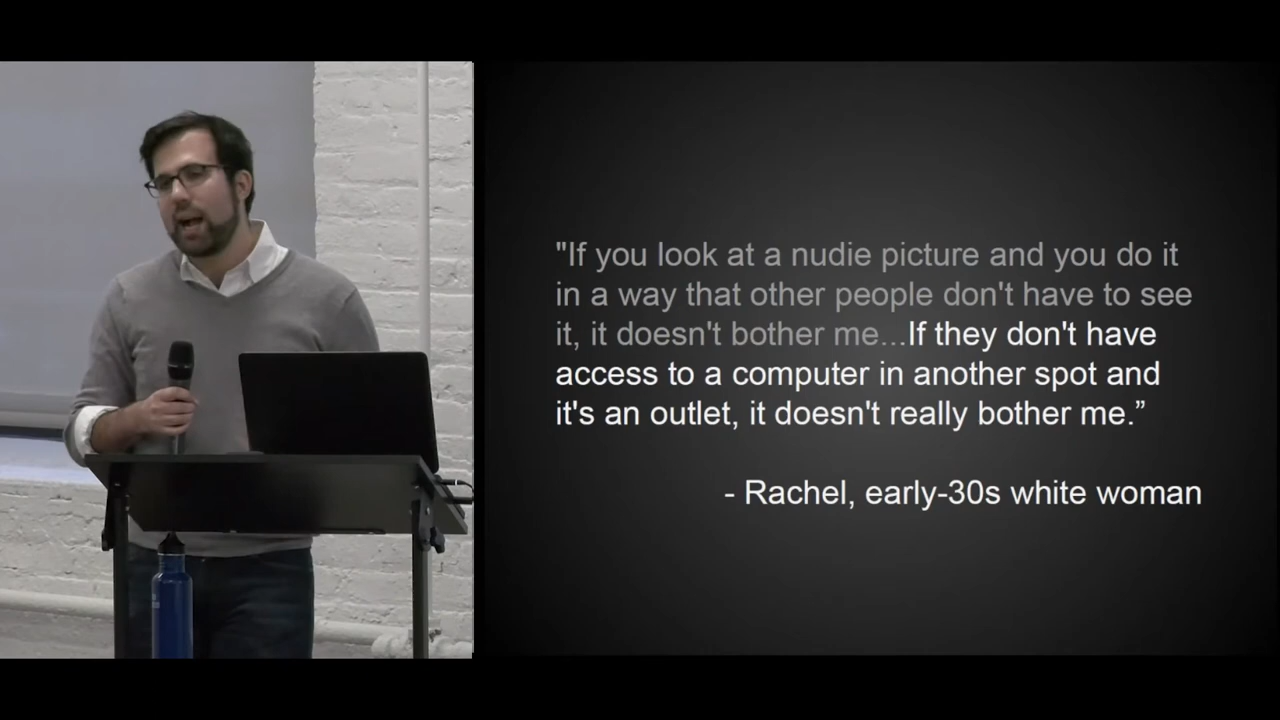 "If you look at a nudie picture and you do it
in a way that other people don't have to see
it, it doesn't bother me...If they don't have
access to a computer in another spot and
it's an outlet, it doesn't really bother me.”
- Rachel, early-30s white woman